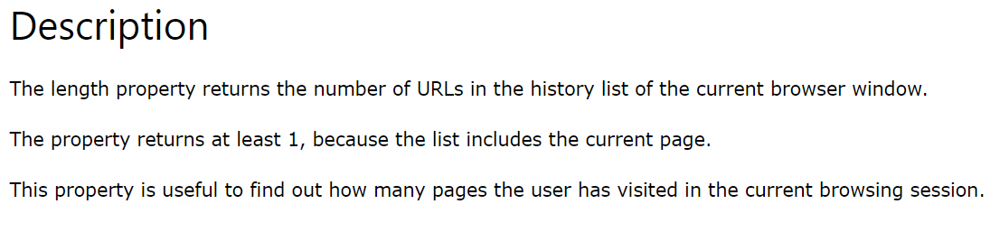 Description
The length property returns the number of URLs in the history list of the current browser window.
The property returns at least 1, because the list includes the current page.
This property is useful to find out how many pages the user has visited in the current browsing session.